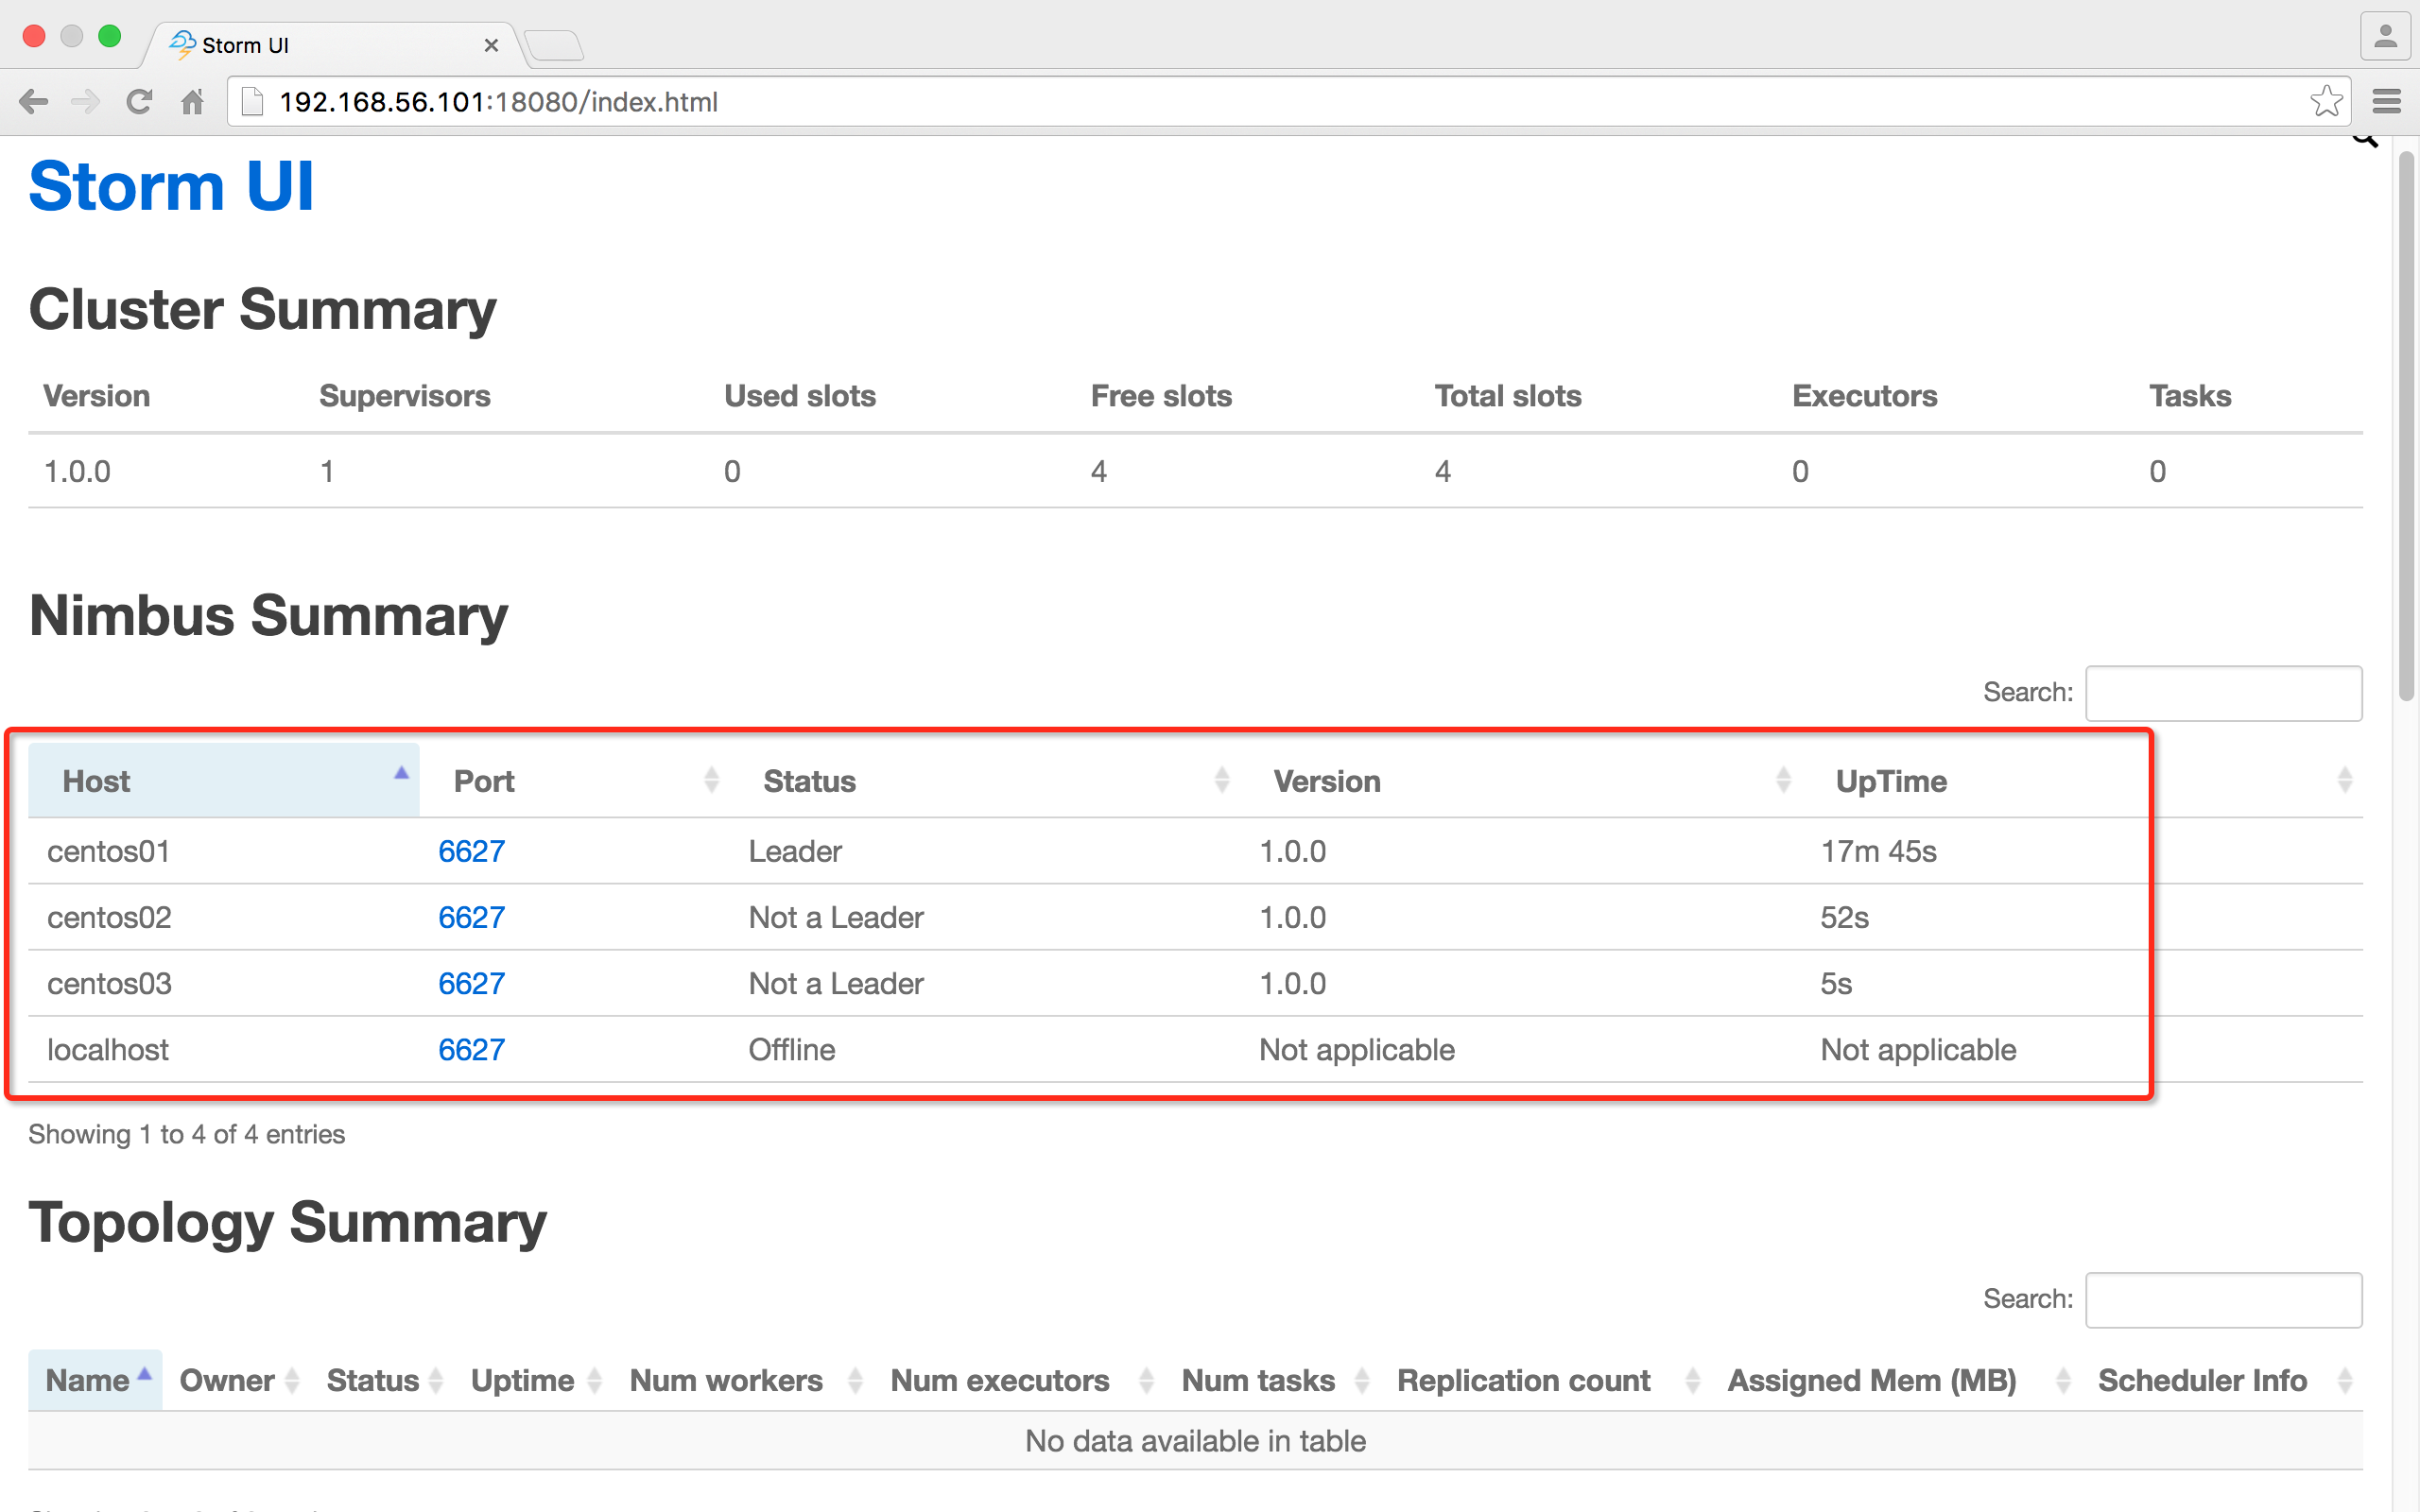 Storm UI
192.168.56.101:18080/index.html
Storm UI
Cluster Summary
Version Supervisors Used slots Free slots Total slots Executors Tasks
1.0.0 1 0 4 4 0 0
Nimbus Summary
Search:
Host Port Status Version UpTime
centos01 6627 Leader 1.0.0 17m 45s
centos02 6627 Not a Leader 1.0.0 52s
centos03 6627 Not a Leader 1.0.0 5s
localhost 6627 Offline Not applicable Not applicable
Showing 1 to 4 of 4 entries
Topology Summary
Search:
Name Owner Status Uptime Num workers Num executors Num tasks Replication count Assigned Mem (MB) Scheduler Info
No data available in table